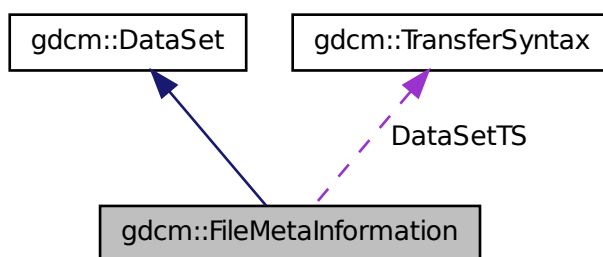 gdcm::DataSet
gdcm::TransferSyntax
DataSetTS
gdcm::FileMetaInformation